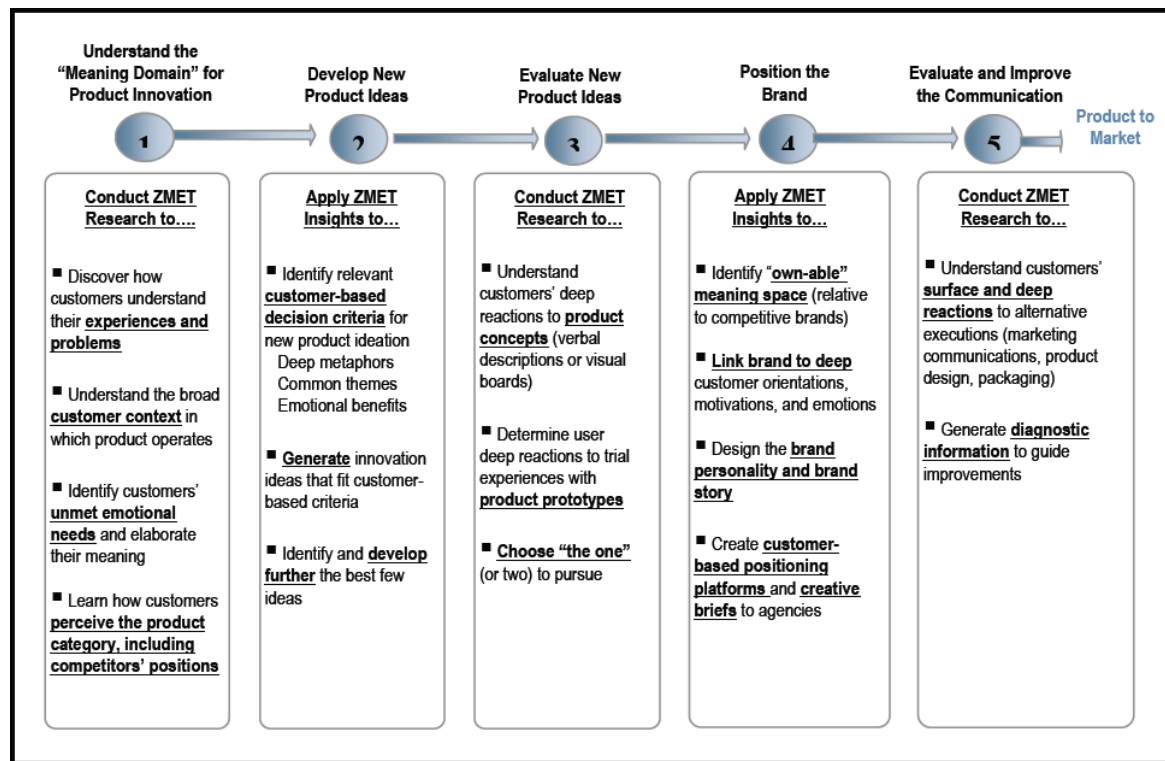 Understand the
“Meaning Domain” for
Product Innovation
1
Develop New
Product Ideas
2
Evaluate New
Product Ideas
3
Position the
Brand
4
Evaluate and Improve
the Communication
5
Product to
Market
Conduct ZMET
Research to….
▪ Discover how
customers understand
their experiences and
problems
▪ Understand the broad
customer context in
which product operates
▪ Identify customers’
unmet emotional
needs and elaborate
their meaning
▪ Learn how customers
perceive the product
category, including
competitors’ positions
Apply ZMET
Insights to…
▪ Identify relevant
customer-based
decision criteria for
new product ideation
Deep metaphors
Common themes
Emotional benefits
▪ Generate innovation
ideas that fit customer-
based criteria
▪ Identify and develop
further the best few
ideas
Conduct ZMET
Research to…
▪ Understand
customers’ deep
reactions to product
concepts (verbal
descriptions or visual
boards)
▪ Determine user
deep reactions to trial
experiences with
product prototypes
▪ Choose “the one”
(or two) to pursue
Apply ZMET
Insights to…
▪ Identify “own-able”
meaning space (relative
to competitive brands)
▪ Link brand to deep
customer orientations,
motivations, and emotions
▪ Design the brand
personality and brand
story
▪ Create customer-
based positioning
platforms and creative
briefs to agencies
Conduct ZMET
Research to…
▪ Understand customers’
surface and deep
reactions to alternative
executions (marketing
communications, product
design, packaging)
▪ Generate diagnostic
information to guide
improvements